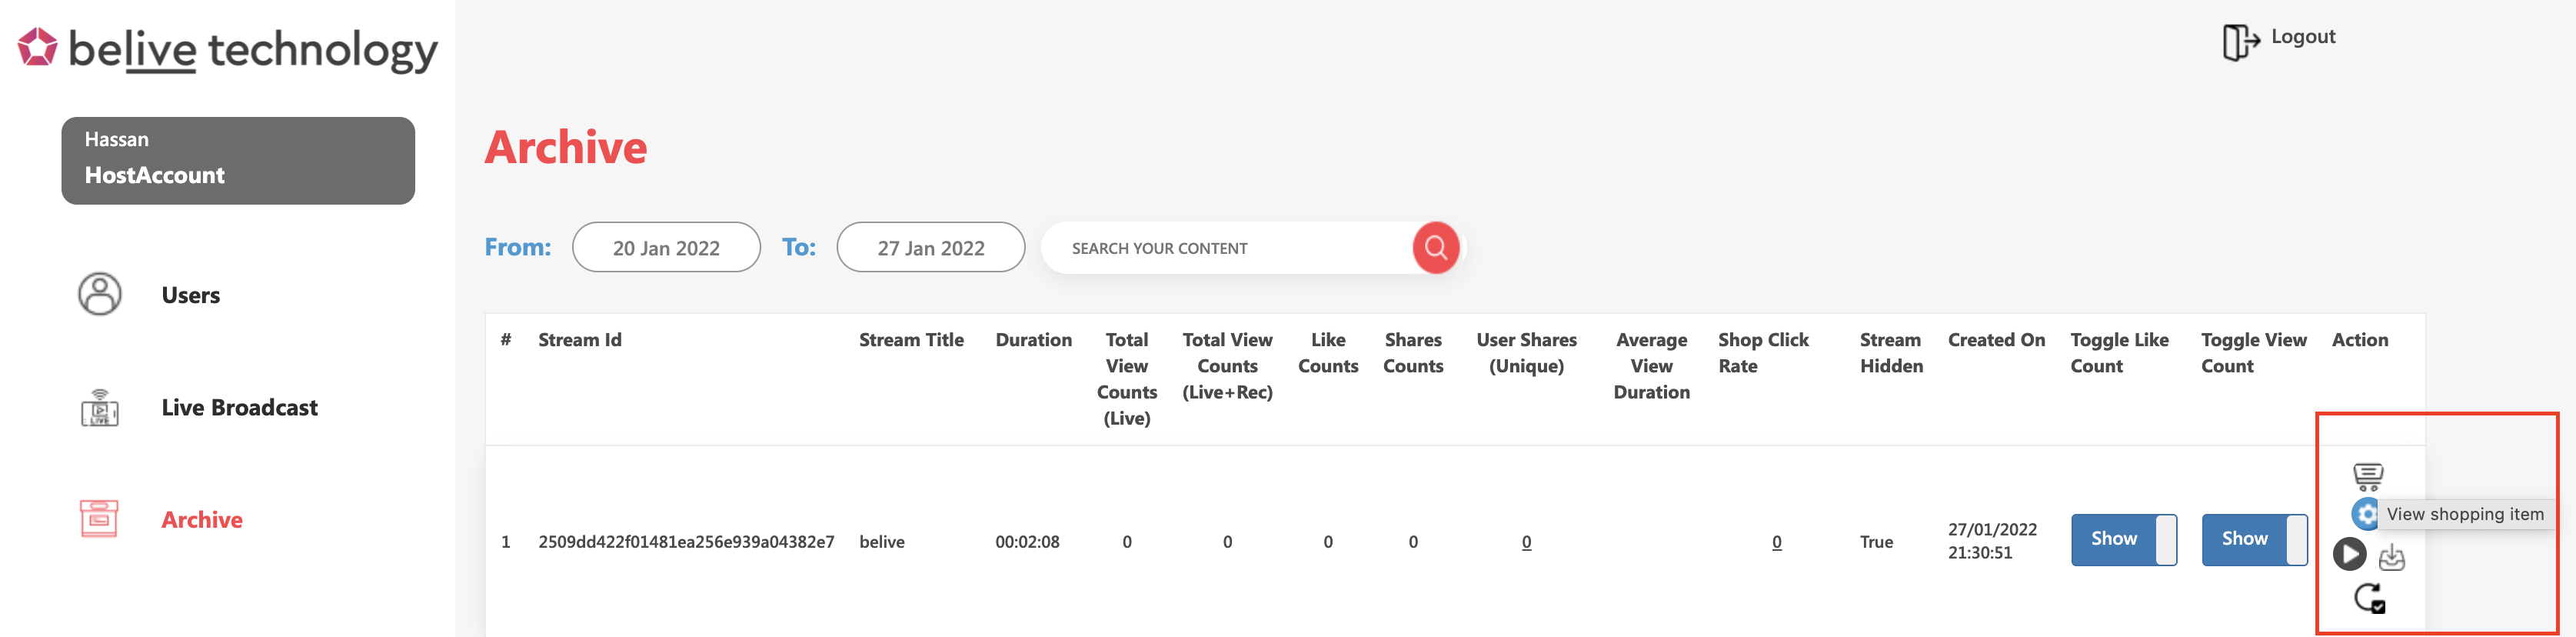 belive technology
Logout
Hassan
HostAccount
Archive
From: 20 Jan 2022 To: 27 Jan 2022 SEARCH YOUR CONTENT
Users
Live Broadcast
Archive
# Stream Id Stream Title Duration Total View Counts (Live) Total View Counts (Live+Rec) Like Counts Shares Counts User Shares (Unique) Average View Duration Shop Click Rate Stream Hidden Created On Toggle Like Count Toggle View Count Action
1 2509dd422f01481ea256e939a04382e7 belive 00:02:08 0 0 0 0 0 0 True 27/01/2022 21:30:51 Show Show
View shopping item
LIVE